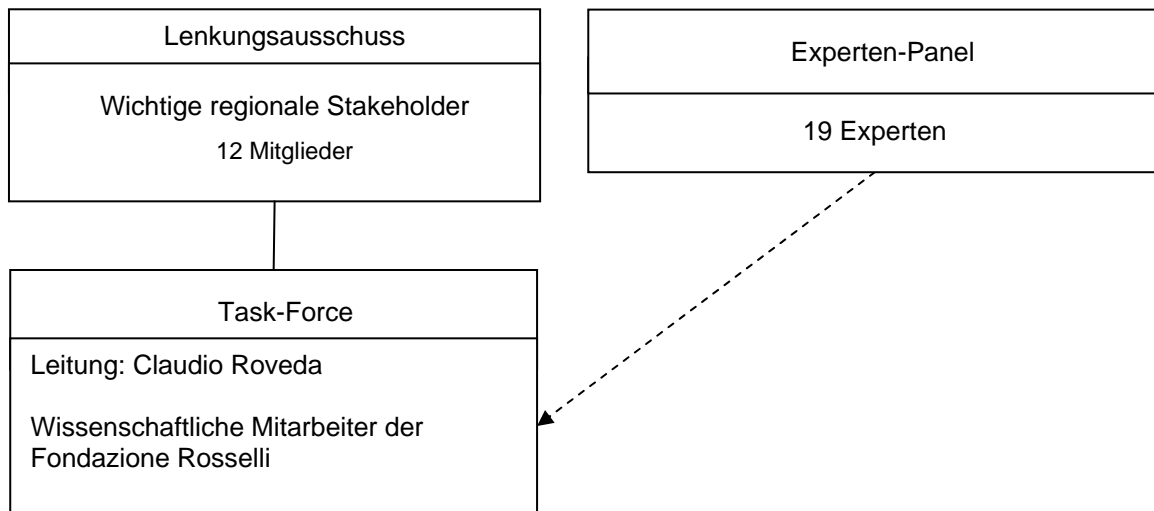 Lenkungsausschuss
Wichtige regionale Stakeholder
12 Mitglieder
Experten-Panel
19 Experten
Task-Force
Leitung: Claudio Roveda
Wissenschaftliche Mitarbeiter der
Fondazione Rosselli